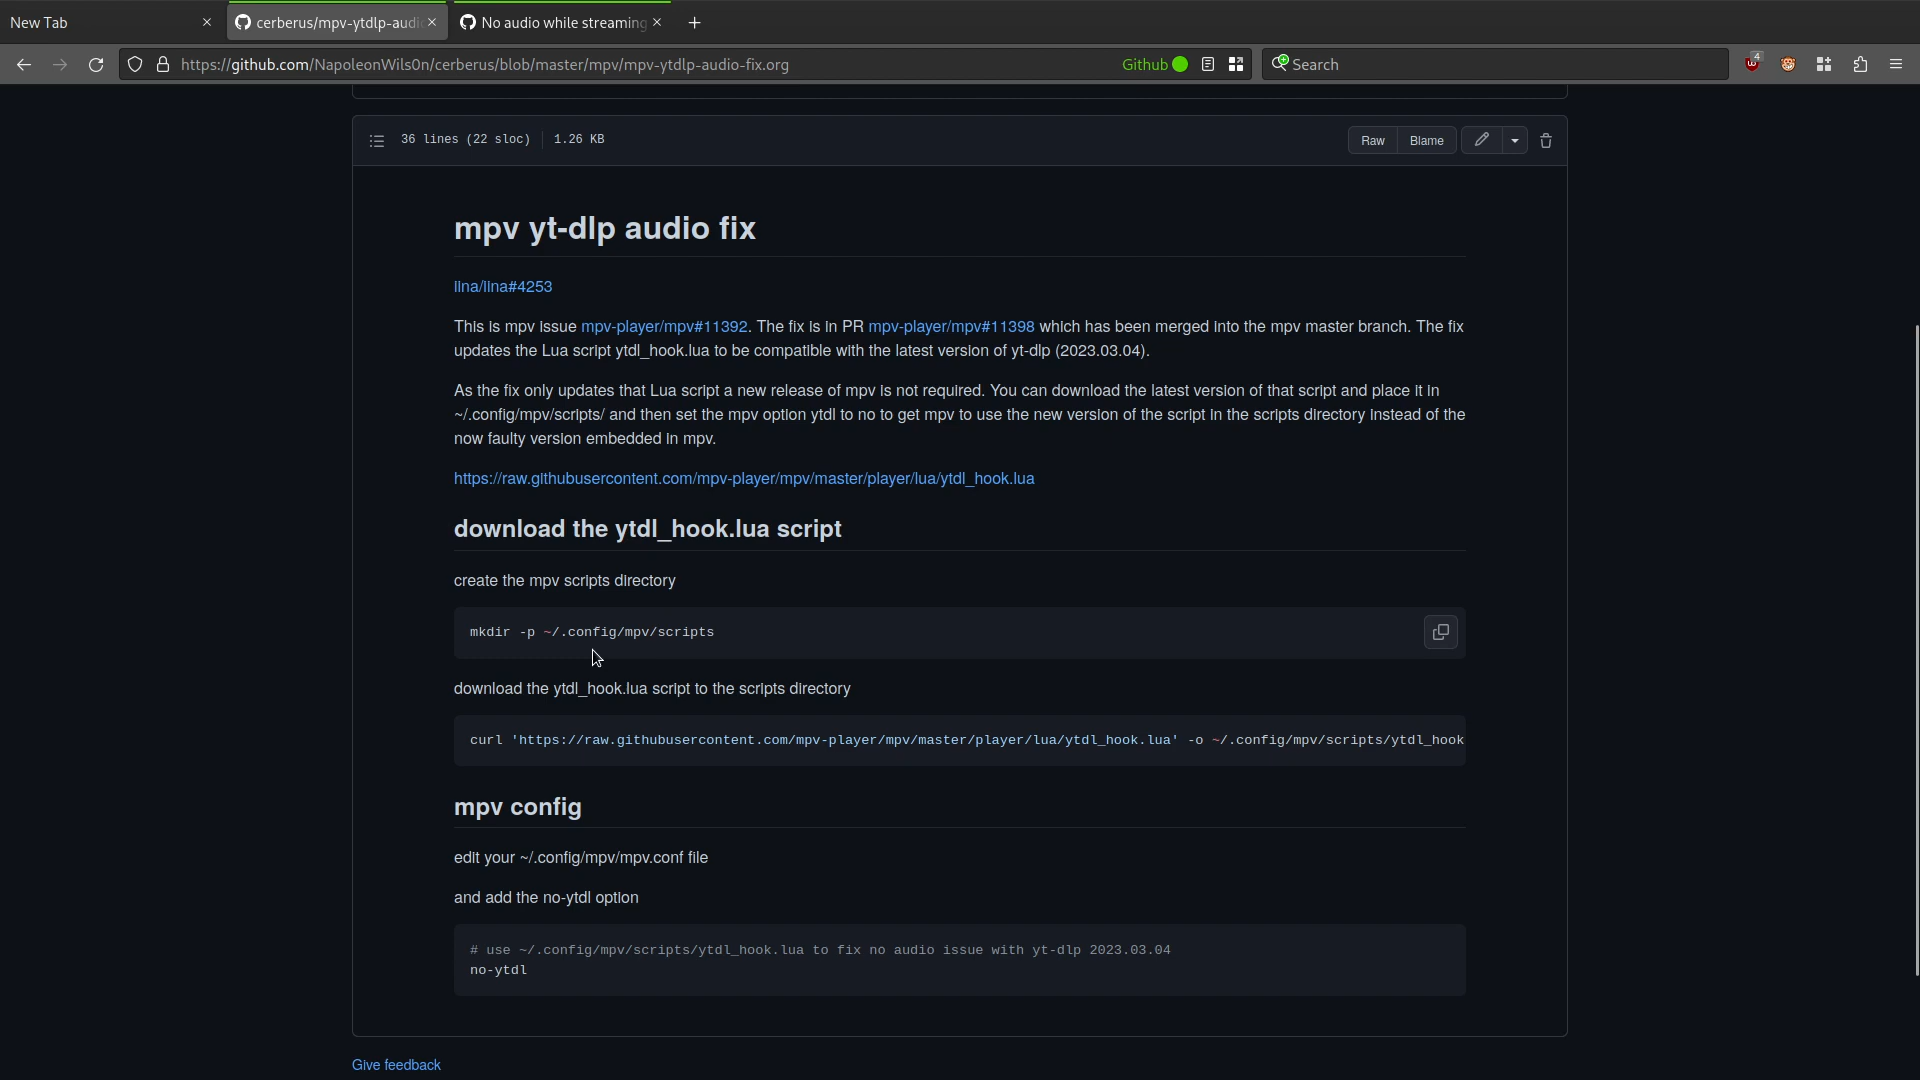 New Tab
cerberus/mpv-ytdlp-audi
No audio while streaming
https://github.com/NapoleonWils0n/cerberus/blob/master/mpv/mpv-ytdlp-audio-fix.org
Github
Search
4
36 lines (22 sloc)
1.26 KB
Raw
Blame
mpv yt-dlp audio fix
iina/iina#4253
This is mpv issue mpv-player/mpv#11392. The fix is in PR mpv-player/mpv#11398 which has been merged into the mpv master branch. The fix
updates the Lua script ytdl_hook.lua to be compatible with the latest version of yt-dlp (2023.03.04).
As the fix only updates that Lua script a new release of mpv is not required. You can download the latest version of that script and place it in
~/.config/mpv/scripts/ and then set the mpv option ytdl to no to get mpv to use the new version of the script in the scripts directory instead of the
now faulty version embedded in mpv.
https://raw.githubusercontent.com/mpv-player/mpv/master/player/lua/ytdl_hook.lua
download the ytdl_hook.lua script
create the mpv scripts directory
mkdir -p ~/.config/mpv/scripts
download the ytdl_hook.lua script to the scripts directory
curl 'https://raw.githubusercontent.com/mpv-player/mpv/master/player/lua/ytdl_hook.lua' -o ~/.config/mpv/scripts/ytdl_hook
mpv config
edit your ~/.config/mpv/mpv.conf file
and add the no-ytdl option
# use ~/.config/mpv/scripts/ytdl_hook.lua to fix no audio issue with yt-dlp 2023.03.04
no-ytdl
Give feedback